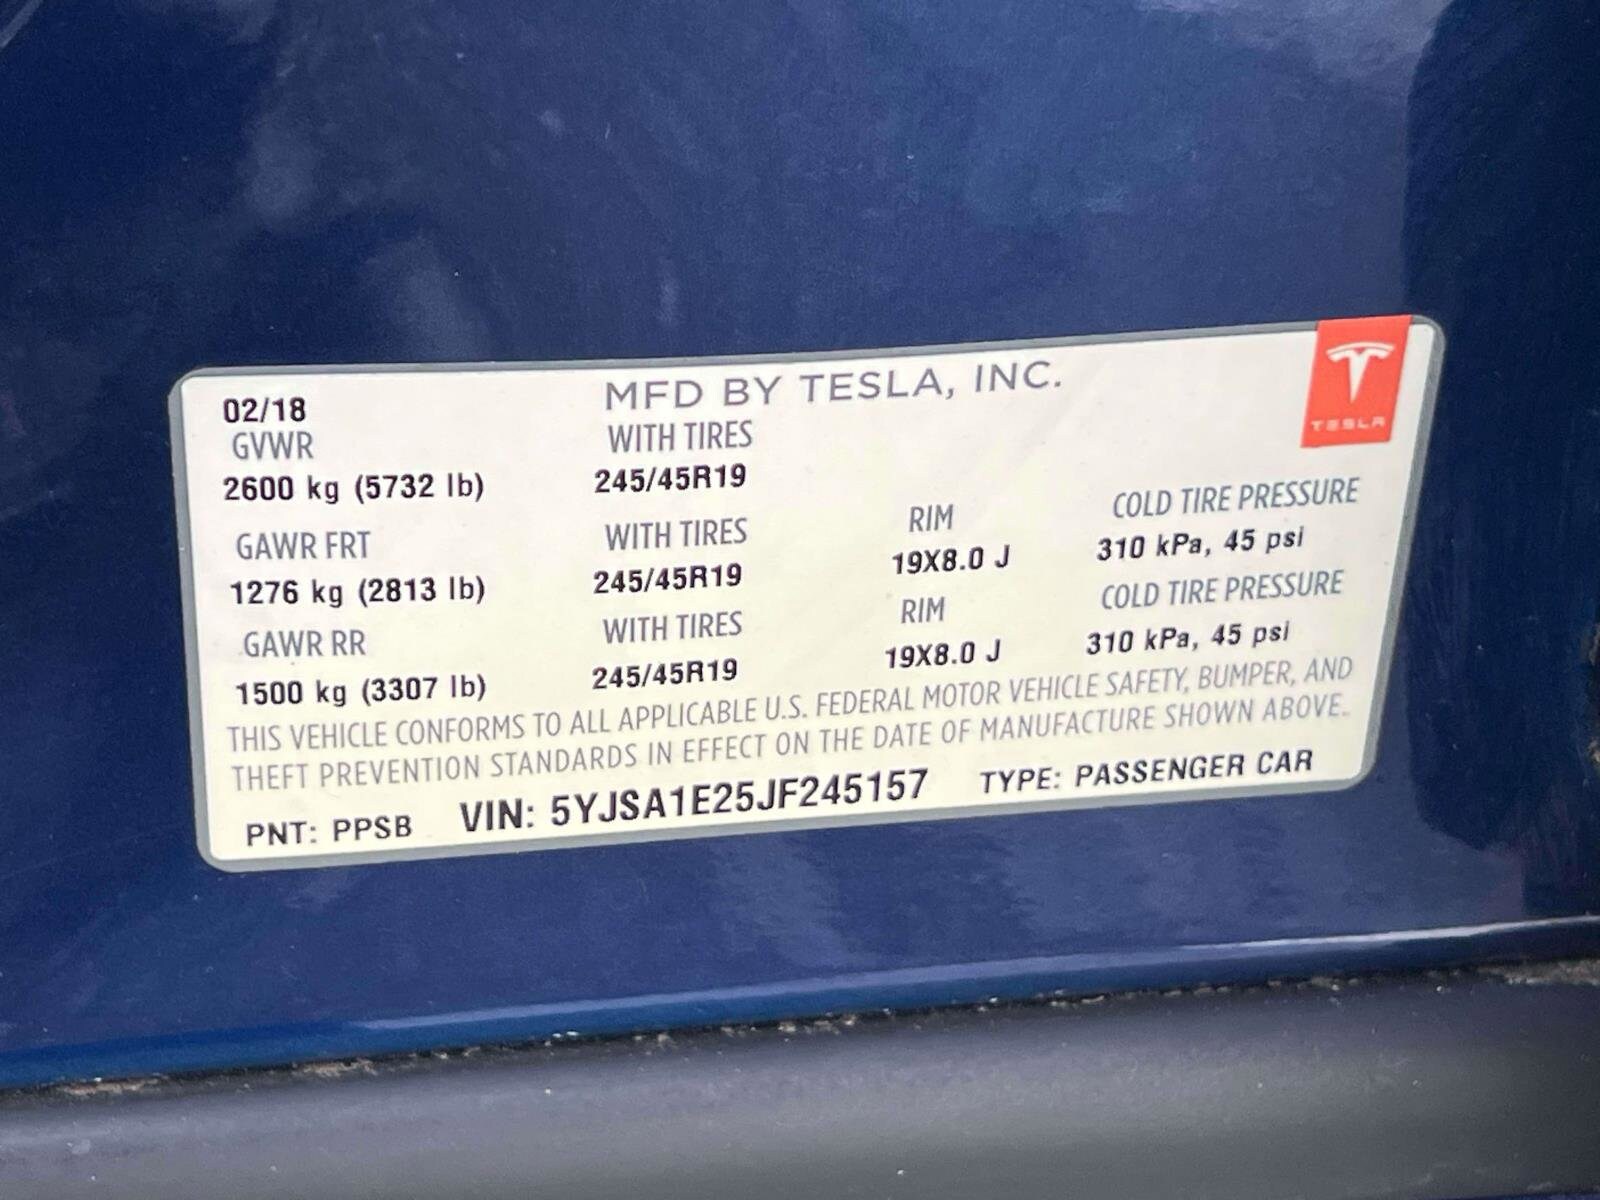 02/18 MFD BY TESLA, INC.
TESLA
GVWR WITH TIRES
2600 kg (5732 lb) 245/45R19
GAWR FRT WITH TIRES RIM COLD TIRE PRESSURE
1276 kg (2813 lb) 245/45R19 19X8.0 J 310 kPa, 45 psi
GAWR RR WITH TIRES RIM COLD TIRE PRESSURE
1500 kg (3307 lb) 245/45R19 19X8.0 J 310 kPa, 45 psi
THIS VEHICLE CONFORMS TO ALL APPLICABLE U.S. FEDERAL MOTOR VEHICLE SAFETY, BUMPER, AND
THEFT PREVENTION STANDARDS IN EFFECT ON THE DATE OF MANUFACTURE SHOWN ABOVE.
PNT: PPSB VIN: 5YJSA1E25JF245157 TYPE: PASSENGER CAR